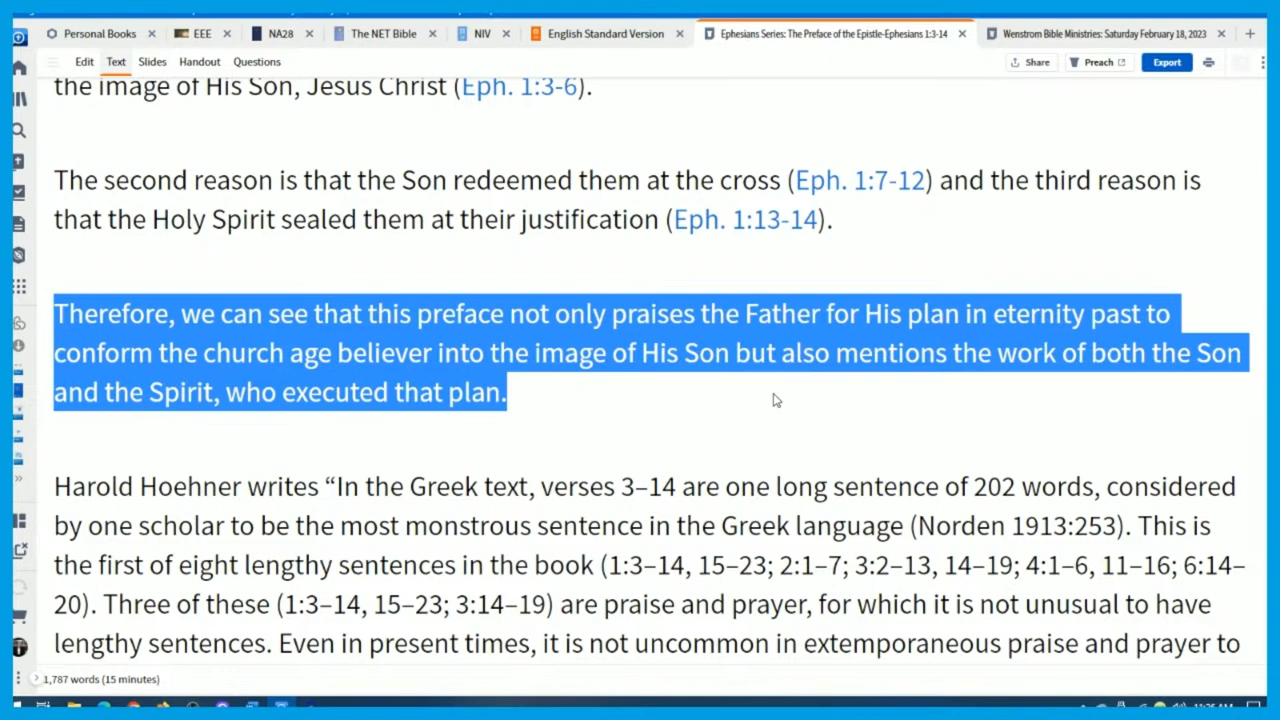 Personal Books
EEE
NA28
The NET Bible
NIV
English Standard Version
Ephesians Series: The Preface of the Epistle-Ephesians 1:3-14
Wenstrom Bible Ministries: Saturday February 18, 2023
Edit
Text
Slides
Handout
Questions
Share
Preach
Export
the image of His Son, Jesus Christ (Eph. 1:3-6).
The second reason is that the Son redeemed them at the cross (Eph. 1:7-12) and the third reason is
that the Holy Spirit sealed them at their justification (Eph. 1:13-14).
Therefore, we can see that this preface not only praises the Father for His plan in eternity past to
conform the church age believer into the image of His Son but also mentions the work of both the Son
and the Spirit, who executed that plan.
Harold Hoehner writes “In the Greek text, verses 3–14 are one long sentence of 202 words, considered
by one scholar to be the most monstrous sentence in the Greek language (Norden 1913:253). This is
the first of eight lengthy sentences in the book (1:3–14, 15–23; 2:1–7; 3:2–13, 14–19; 4:1–6, 11–16; 6:14–
20). Three of these (1:3–14, 15–23; 3:14–19) are praise and prayer, for which it is not unusual to have
lengthy sentences. Even in present times, it is not uncommon in extemporaneous praise and prayer to
1,787 words (15 minutes)